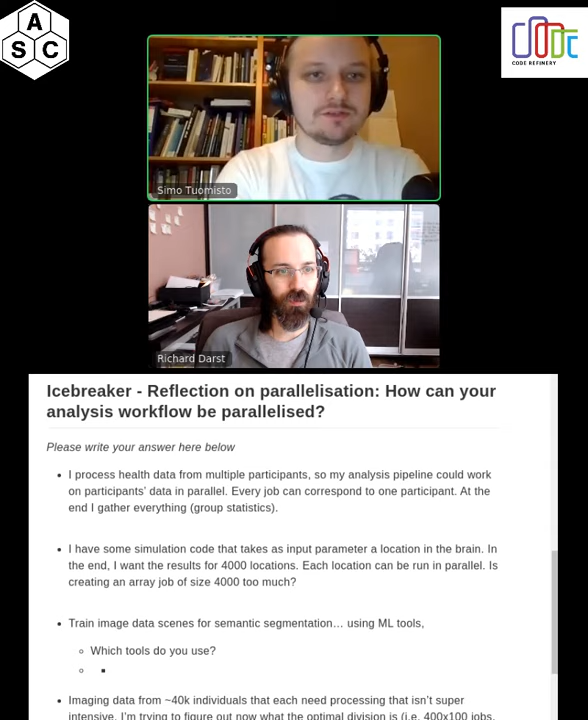 A
S
C
CODE REFINERY
Simo Tuomisto
Richard Darst
Icebreaker - Reflection on parallelisation: How can your
analysis workflow be parallelised?
Please write your answer here below
• I process health data from multiple participants, so my analysis pipeline could work
on participants’ data in parallel. Every job can correspond to one participant. At the
end I gather everything (group statistics).
• I have some simulation code that takes as input parameter a location in the brain. In
the end, I want the results for 4000 locations. Each location can be run in parallel. Is
creating an array job of size 4000 too much?
• Train image data scenes for semantic segmentation… using ML tools,
◦ Which tools do you use?
• Imaging data from ~40k individuals that each need processing that isn’t super
intensive. I’m trying to figure out now what the optimal division is (i.e. 400x100 jobs,